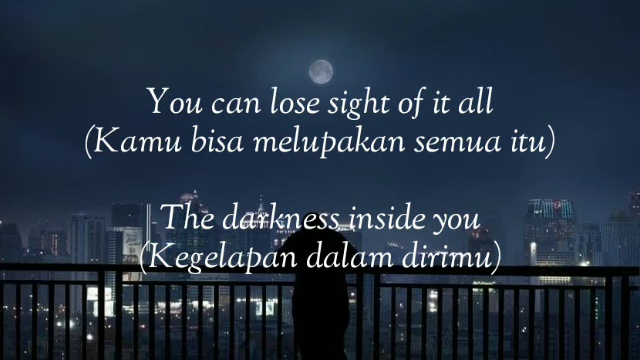 You can lose sight of it all
(Kamu bisa melupakan semua itu)
The darkness inside you
(Kegelapan dalam dirimu)